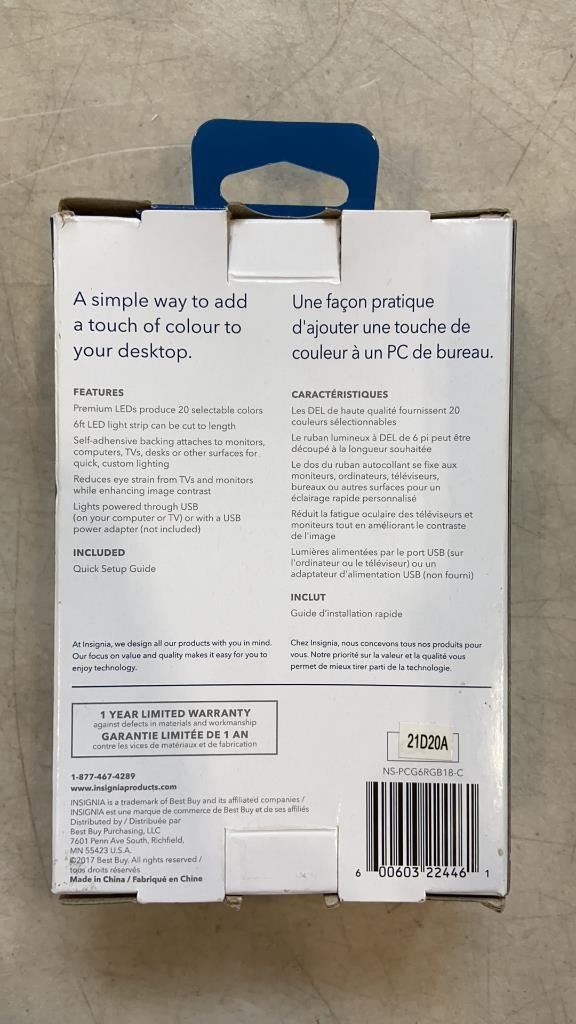 A simple way to add
a touch of colour to
your desktop.
FEATURES
Premium LEDs produce 20 selectable colors
6ft LED light strip can be cut to length
Self-adhensive backing attaches to monitors,
computers, TVs, desks or other surfaces for
quick, custom lighting
Reduces eye strain from TVs and monitors
while enhancing image contrast
Lights powered through USB
(on your computer or TV) or with a USB
power adapter (not included)
INCLUDED
Quick Setup Guide
At Insignia, we design all our products with you in mind.
Our focus on value and quality makes it easy for you to
enjoy technology.
Une façon pratique
d'ajouter une touche de
couleur à un PC de bureau.
CARACTÉRISTIQUES
Les DEL de haute qualité fournissent 20
couleurs sélectionnables
Le ruban lumineux à DEL de 6 pi peut être
découpé à la longueur souhaitée
Le dos du ruban autocollant se fixe aux
moniteurs, ordinateurs, téléviseurs,
bureaux ou autres surfaces pour un
éclairage rapide personnalisé
Réduit la fatigue oculaire des téléviseurs et
moniteurs tout en améliorant le contraste
de l'image
Lumières alimentées par le port USB (sur
l'ordinateur ou le téléviseur) ou un
adaptateur d'alimentation USB (non fourni)
INCLUT
Guide d'installation rapide
Chez Insignia, nous concevons tous nos produits pour
vous. Notre priorité sur la valeur et la qualité vous
permet de mieux tirer parti de la technologie.
1 YEAR LIMITED WARRANTY
against defects in materials and workmanship
GARANTIE LIMITÉE DE 1 AN
contre les vices de matériaux et de fabrication
1-877-467-4289
www.insigniaproducts.com
INSIGNIA is a trademark of Best Buy and its affiliated companies /
INSIGNIA est une marque de commerce de Best Buy et de ses affiliés
Distributed by / Distribuée par
Best Buy Purchasing, LLC
7601 Penn Ave South, Richfield,
MN 55423 U.S.A.
©2017 Best Buy. All rights reserved /
tous droits réservés
Made in China / Fabriqué en Chine
21D20A
NS-PCG6RGB18-C
6 00603 22446 1